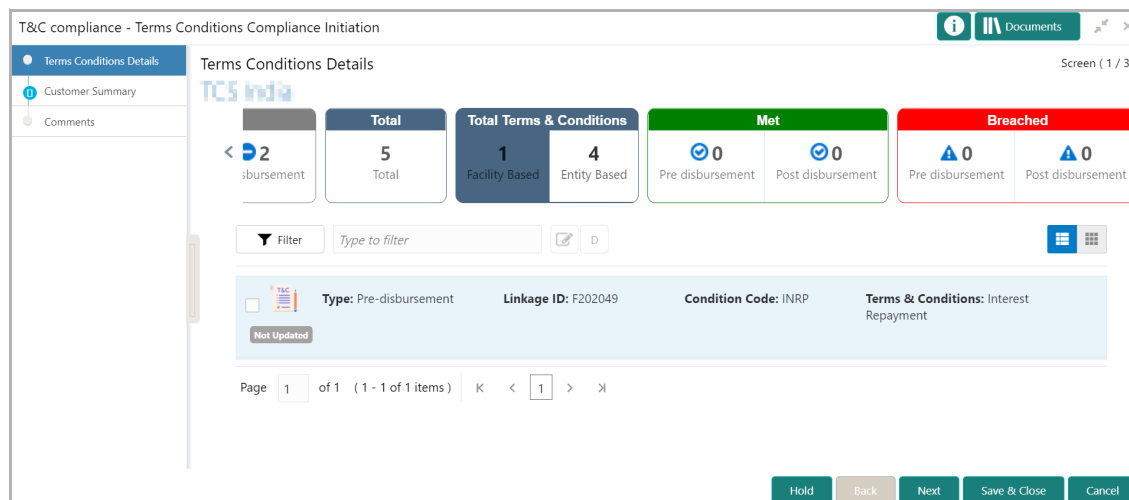 T&C compliance - Terms Conditions Compliance Initiation
Documents
Terms Conditions Details
Customer Summary
Comments
Terms Conditions Details
Screen ( 1 / 3
TCS India
Total
Total Terms & Conditions
Met
Breached
2
5
1
4
0
0
0
0
sbursement
Total
Facility Based
Entity Based
Pre disbursement
Post disbursement
Pre disbursement
Post disbursement
Filter
Type to filter
D
T&C
Type: Pre-disbursement
Linkage ID: F202049
Condition Code: INRP
Terms & Conditions: Interest
Repayment
Not Updated
Page 1 of 1 ( 1 - 1 of 1 items ) K < 1 > >|
Hold
Back
Next
Save & Close
Cancel